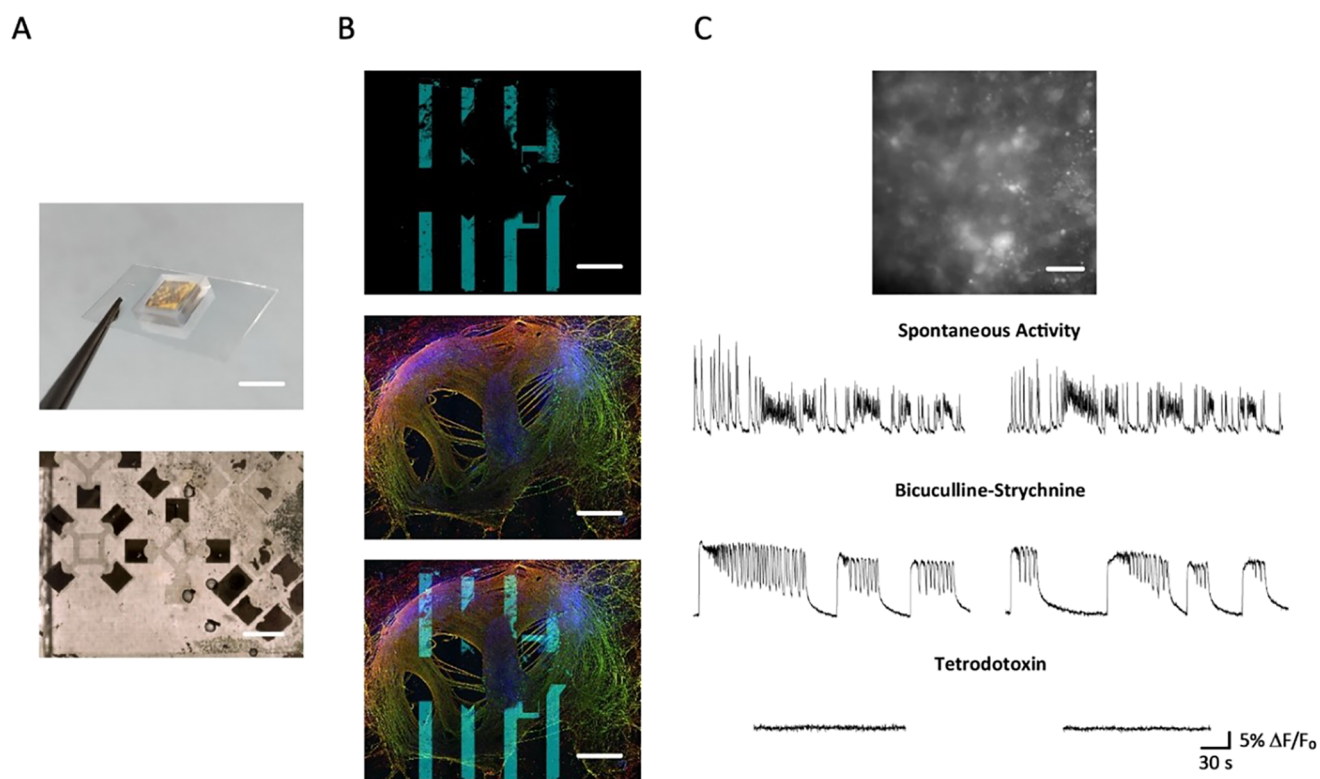 A
B
C
Spontaneous Activity
Bicuculline-Strychnine
Tetrodotoxin
5% ΔF/F₀
30 s